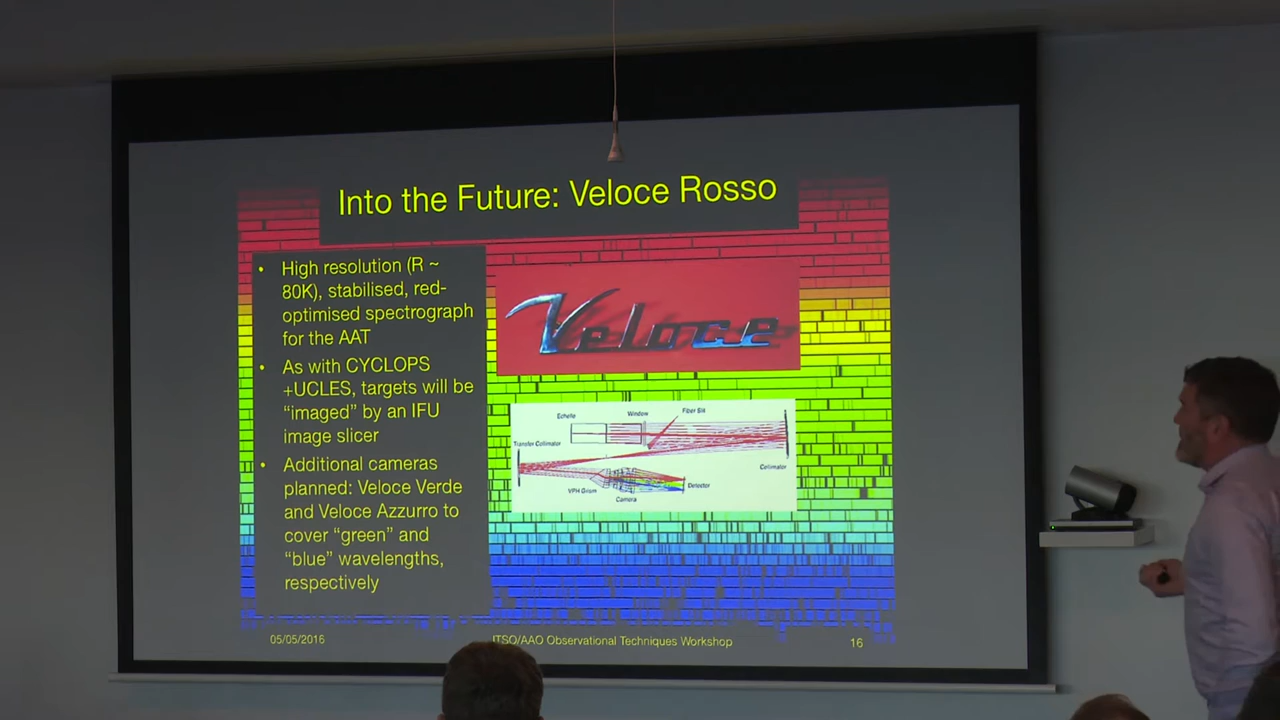 Into the Future: Veloce Rosso
• High resolution (R ~
80K), stabilised, red-
optimised spectrograph
for the AAT
• As with CYCLOPS
+UCLES, targets will be
“imaged” by an IFU
image slicer
• Additional cameras
planned: Veloce Verde
and Veloce Azzurro to
cover “green” and
“blue” wavelengths,
respectively
Veloce
Echelle
Window
Fiber Slit
Transfer Collimator
Collimator
VPH Grism
Camera
Detector
05/05/2016
ITSO/AAO Observational Techniques Workshop
16